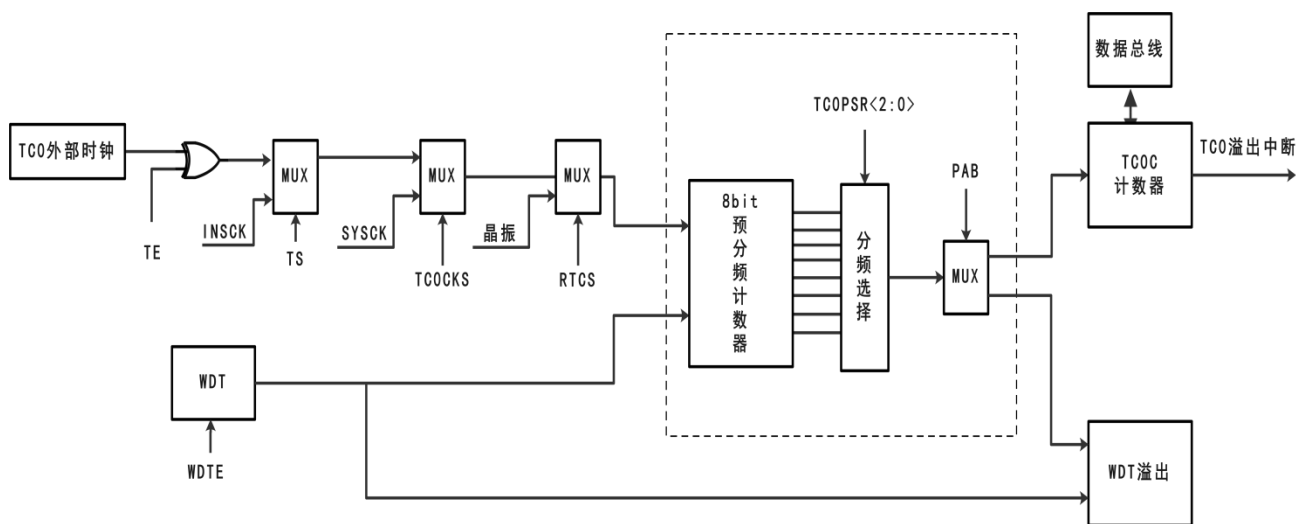 数据总线
TC0PSR<2:0>
TC0外部时钟
MUX
MUX
MUX
8bit
预分频计数器
分频选择
PAB
MUX
TC0C
计数器
TC0溢出中断
TE
INSCK
TS
SYSCK
TC0CKS
晶振
RTCS
WDT
WDTE
WDT溢出